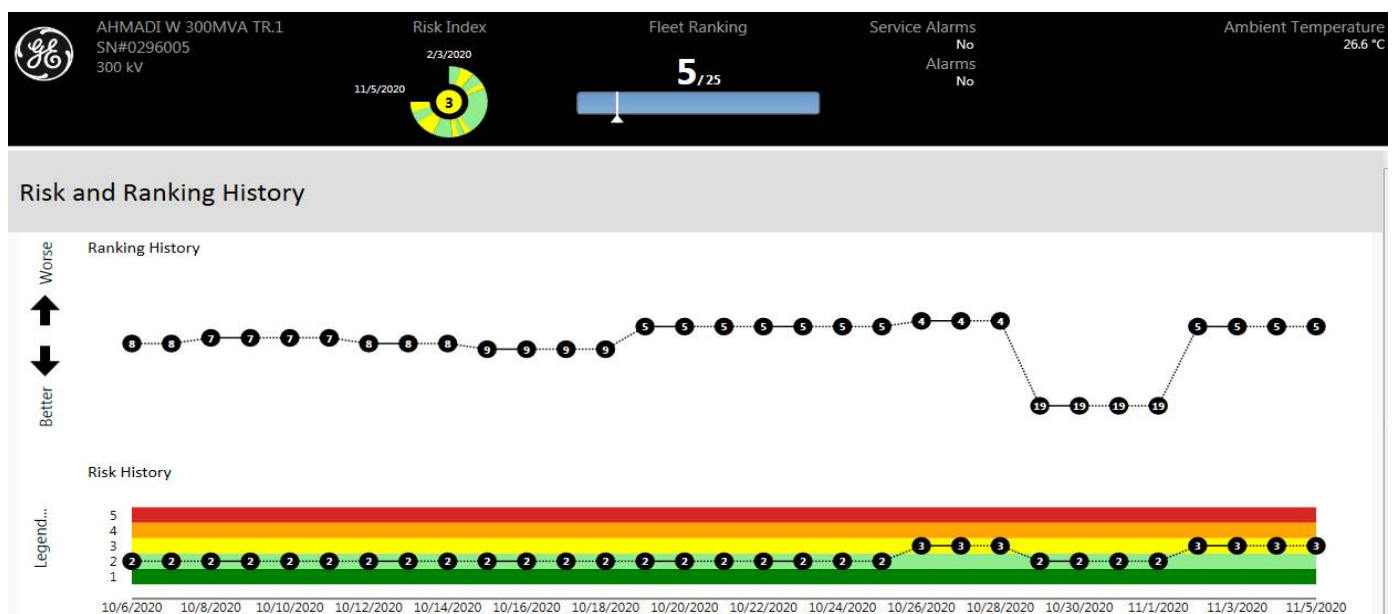 GE
AHMADI W 300MVA TR.1
SN#0296005
300 kV
Risk Index
2/3/2020
11/5/2020
3
Fleet Ranking
5/25
Service Alarms
No
Alarms
No
Ambient Temperature
26.6 °C
Risk and Ranking History
Worse
Better
Ranking History
8 8 7 7 7 7 8 8 8 9 9 9 9 5 5 5 5 5 5 5 4 4 4 19 19 19 19 5 5 5 5
Risk History
Legend...
5
4
3
2
1
2 2 2 2 2 2 2 2 2 2 2 2 2 2 2 2 2 2 2 2 3 3 3 2 2 2 2 3 3 3 3
10/6/2020 10/8/2020 10/10/2020 10/12/2020 10/14/2020 10/16/2020 10/18/2020 10/20/2020 10/22/2020 10/24/2020 10/26/2020 10/28/2020 10/30/2020 11/1/2020 11/3/2020 11/5/2020